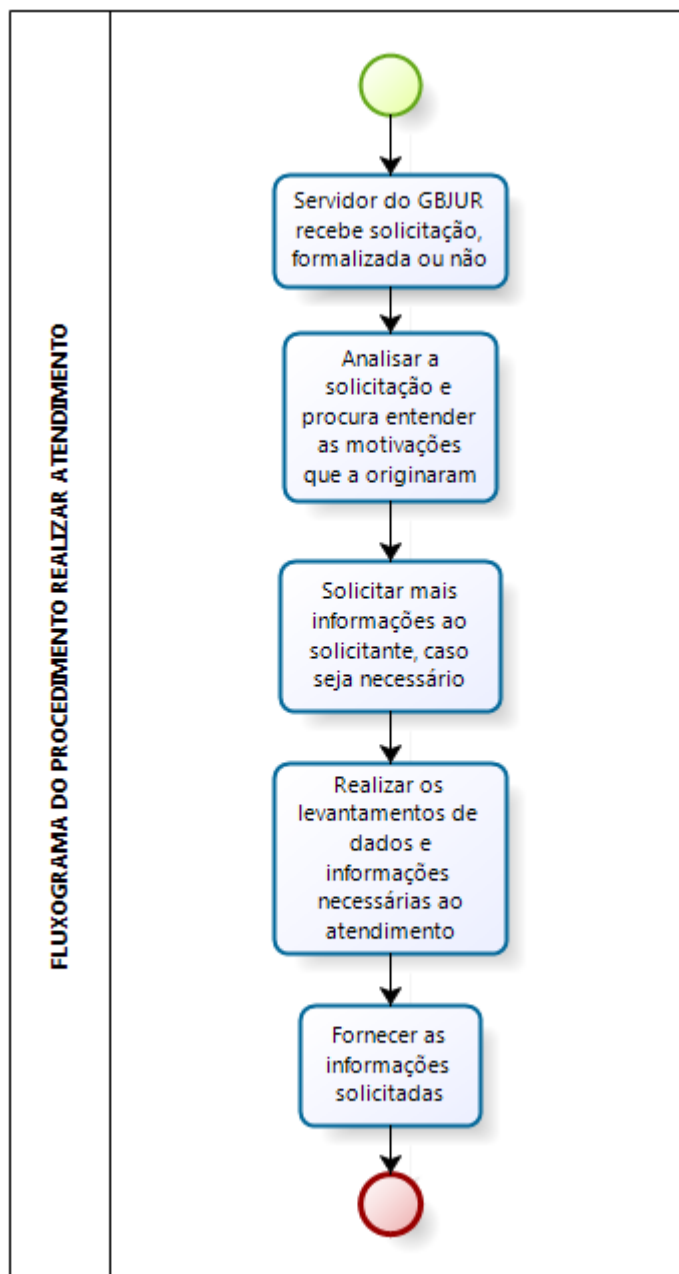 FLUXOGRAMA DO PROCEDIMENTO REALIZAR ATENDIMENTO
Servidor do GBJUR
recebe solicitação,
formalizada ou não
Analisar a
solicitação e
procura entender
as motivações
que a originaram
Solicitar mais
informações ao
solicitante, caso
seja necessário
Realizar os
levantamentos de
dados e
informações
necessárias ao
atendimento
Fornecer as
informações
solicitadas